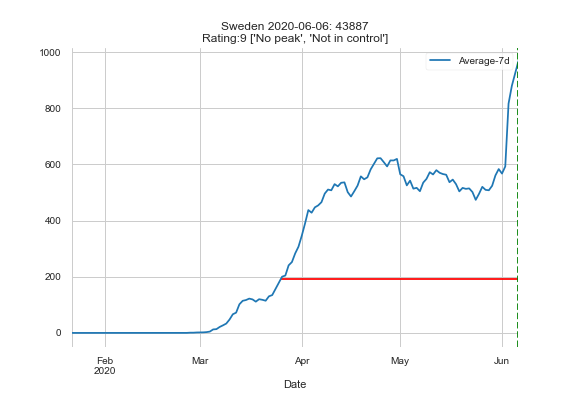 Sweden 2020-06-06: 43887
Rating:9 ['No peak', 'Not in control']
Average-7d
1000
800
600
400
200
0
Feb
2020
Mar
Apr
May
Jun
Date